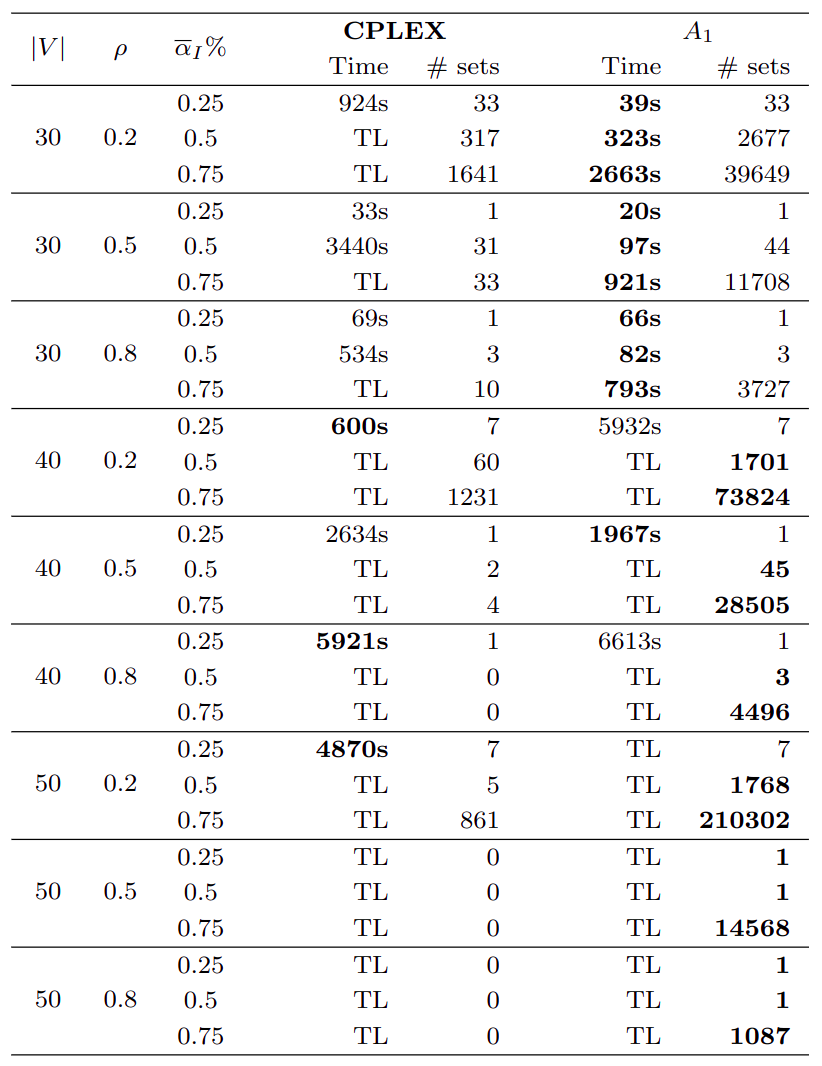 |V| ρ α̅_I% CPLEX A₁
Time # sets Time # sets
0.25 924s 33 39s 33
30 0.2 0.5 TL 317 323s 2677
0.75 TL 1641 2663s 39649
0.25 33s 1 20s 1
30 0.5 0.5 3440s 31 97s 44
0.75 TL 33 921s 11708
0.25 69s 1 66s 1
30 0.8 0.5 534s 3 82s 3
0.75 TL 10 793s 3727
0.25 600s 7 5932s 7
40 0.2 0.5 TL 60 TL 1701
0.75 TL 1231 TL 73824
0.25 2634s 1 1967s 1
40 0.5 0.5 TL 2 TL 45
0.75 TL 4 TL 28505
0.25 5921s 1 6613s 1
40 0.8 0.5 TL 0 TL 3
0.75 TL 0 TL 4496
0.25 4870s 7 TL 7
50 0.2 0.5 TL 5 TL 1768
0.75 TL 861 TL 210302
0.25 TL 0 TL 1
50 0.5 0.5 TL 0 TL 1
0.75 TL 0 TL 14568
0.25 TL 0 TL 1
50 0.8 0.5 TL 0 TL 1
0.75 TL 0 TL 1087